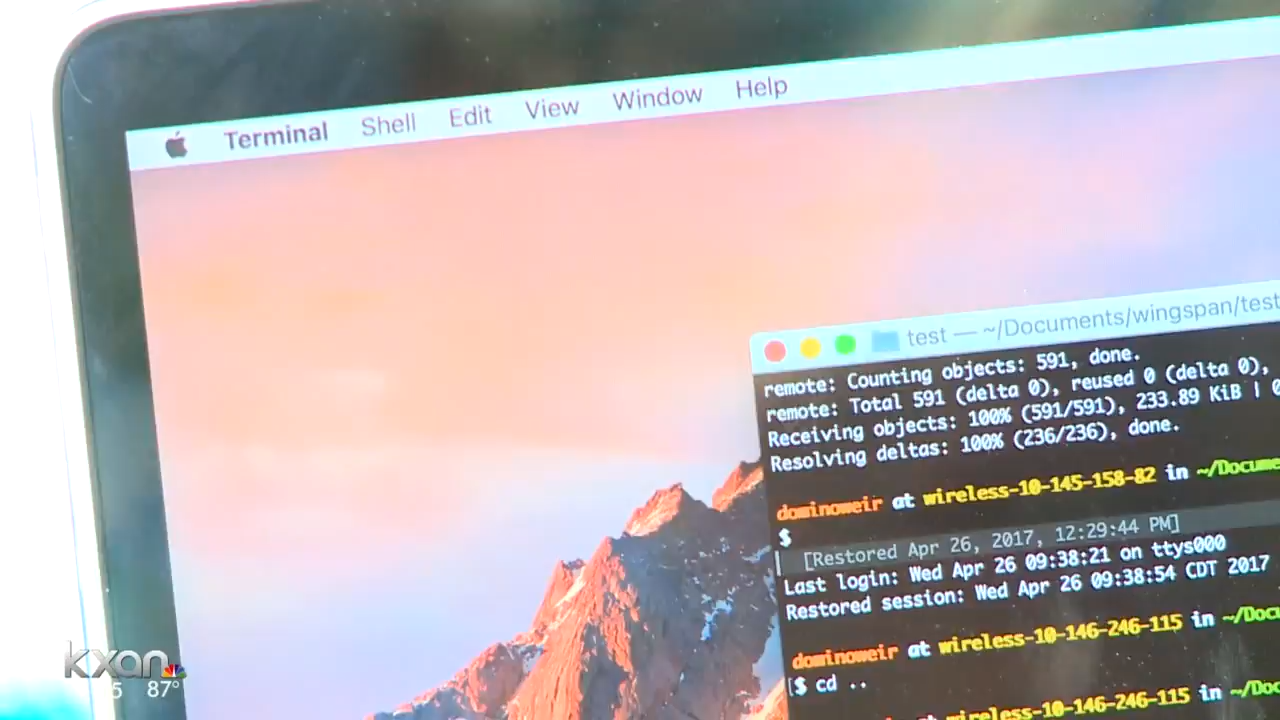 Terminal Shell Edit View Window Help
test — ~/Documents/wingspan/test
remote: Counting objects: 591, done.
remote: Total 591 (delta 0), reused 0 (delta 0),
Receiving objects: 100% (591/591), 233.89 KiB | 0
Resolving deltas: 100% (236/236), done.
dominoweir at wireless-10-145-158-82 in ~/Docume
$
[Restored Apr 26, 2017, 12:29:44 PM]
Last login: Wed Apr 26 09:38:21 on ttys000
Restored session: Wed Apr 26 09:38:54 CDT 2017
dominoweir at wireless-10-146-246-115 in ~/Docu
[$ cd ..
dominoweir at wireless-10-146-246-115 in ~/Doc
kxan
5 87°